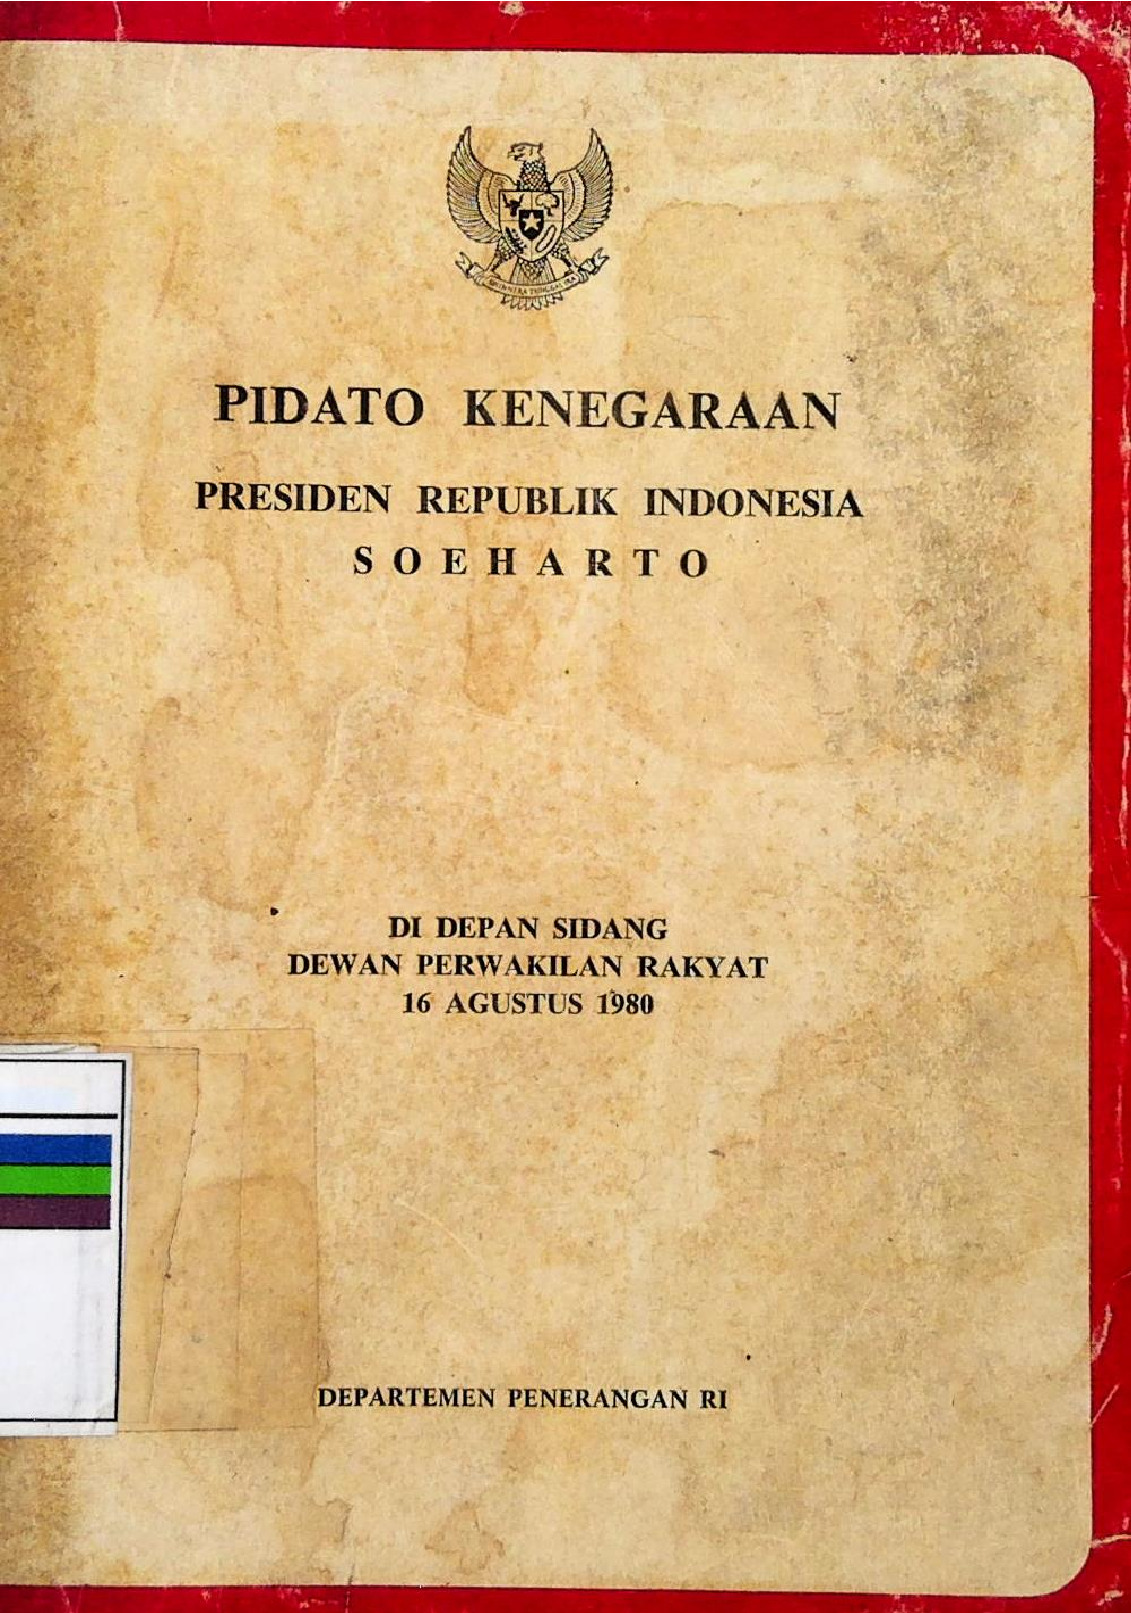 PIDATO KENEGARAAN
PRESIDEN REPUBLIK INDONESIA
SOEHARTO
DI DEPAN SIDANG
DEWAN PERWAKILAN RAKYAT
16 AGUSTUS 1980
DEPARTEMEN PENERANGAN RI